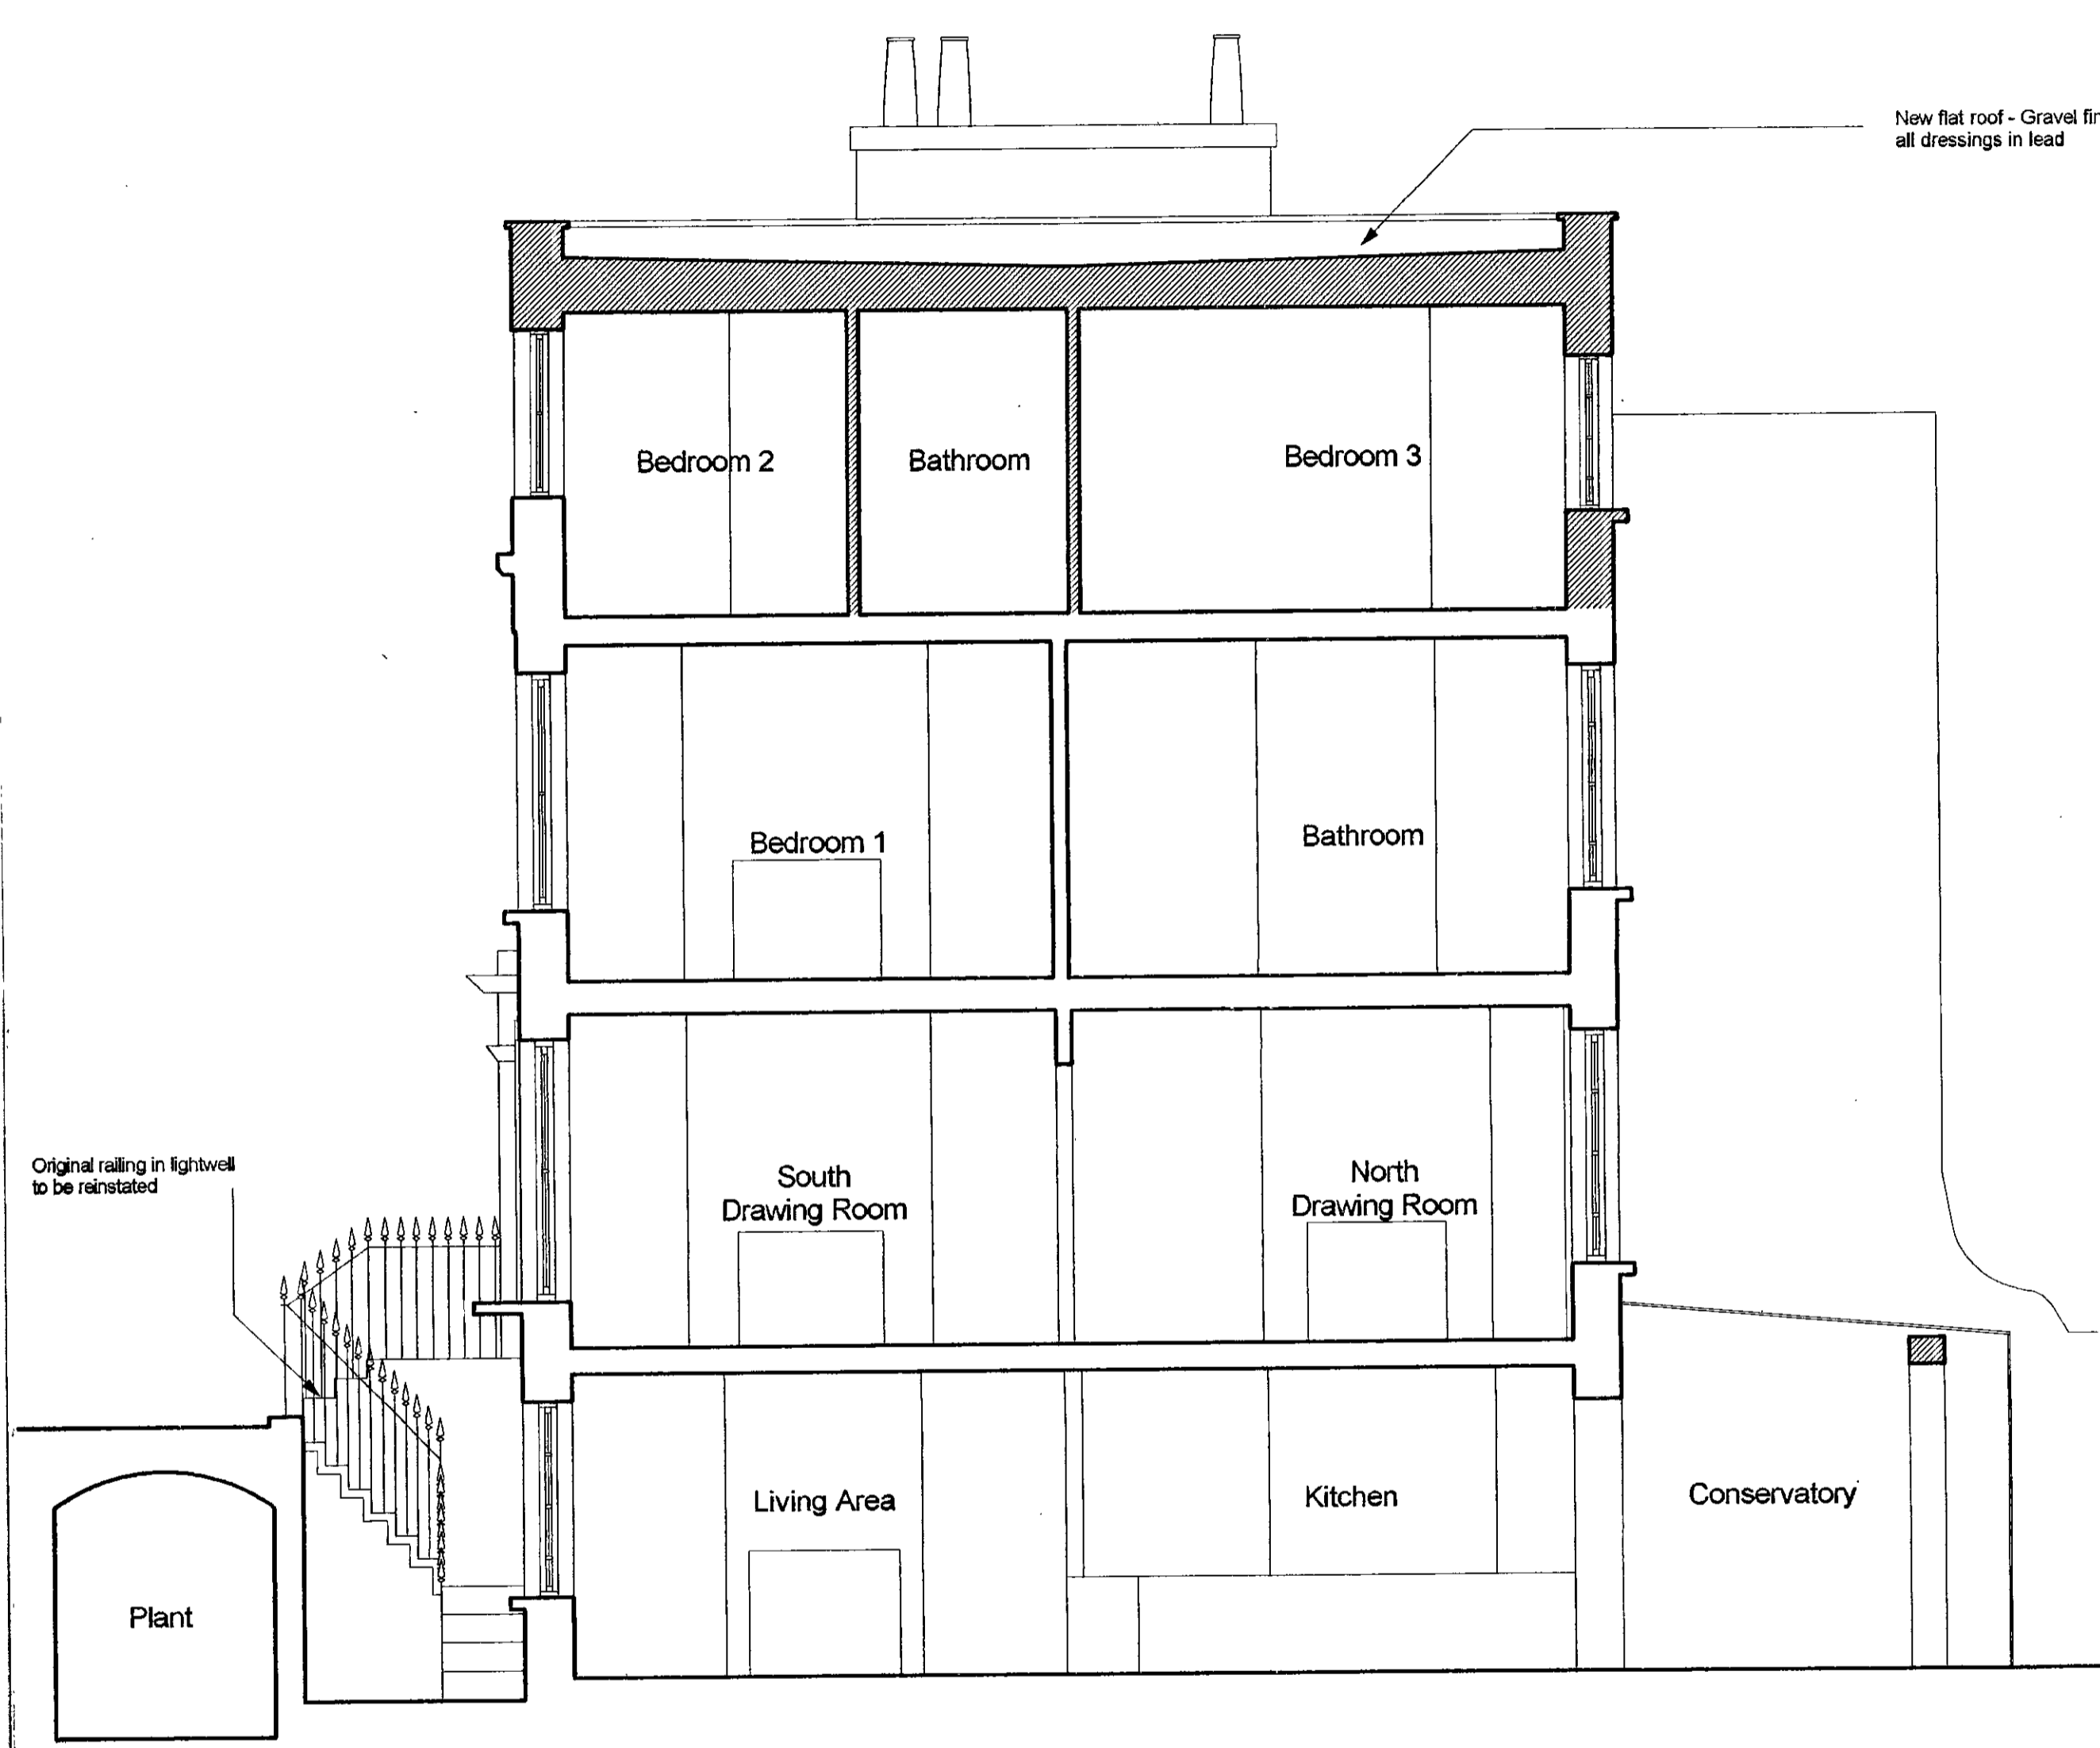 New flat roof - Gravel
all dressings in lead
Bedroom 2
Bathroom
Bedroom 3
Bedroom 1
Bathroom
Original railing in lightwell
to be reinstated
South
Drawing Room
North
Drawing Room
Living Area
Kitchen
Conservatory
Plant